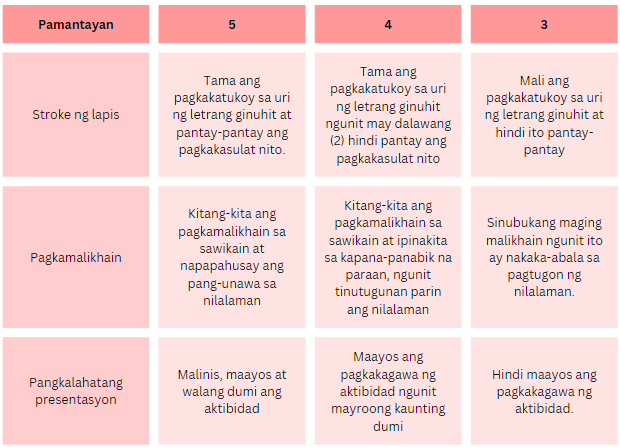 Pamantayan
5
4
3
Stroke ng lapis
Tama ang
pagkakatukoy sa uri
ng letrang ginuhit at
pantay-pantay ang
pagkakasulat nito.
Tama ang
pagkakatukoy sa uri
ng letrang ginuhit
ngunit may dalawang
(2) hindi pantay ang
pagkakasulat nito
Mali ang
pagkakatukoy sa uri
ng letrang ginuhit at
hindi ito pantay-
pantay
Pagkamalikhain
Kitang-kita ang
pagkamalikhain sa
sawikain at
napapahusay ang
pang-unawa sa
nilalaman
Kitang-kita ang
pagkamalikhain sa
sawikain at ipinakita
sa kapana-panabik na
paraan, ngunit
tinutugunan parin
ang nilalaman
Sinubukang maging
malikhain ngunit ito
ay nakaka-abala sa
pagtugon ng
nilalaman.
Pangkalahatang
presentasyon
Malinis, maayos at
walang dumi ang
aktibidad
Maayos ang
pagkakagawa ng
aktibidad ngunit
mayroong kaunting
dumi
Hindi maayos ang
pagkakagawa ng
aktibidad.